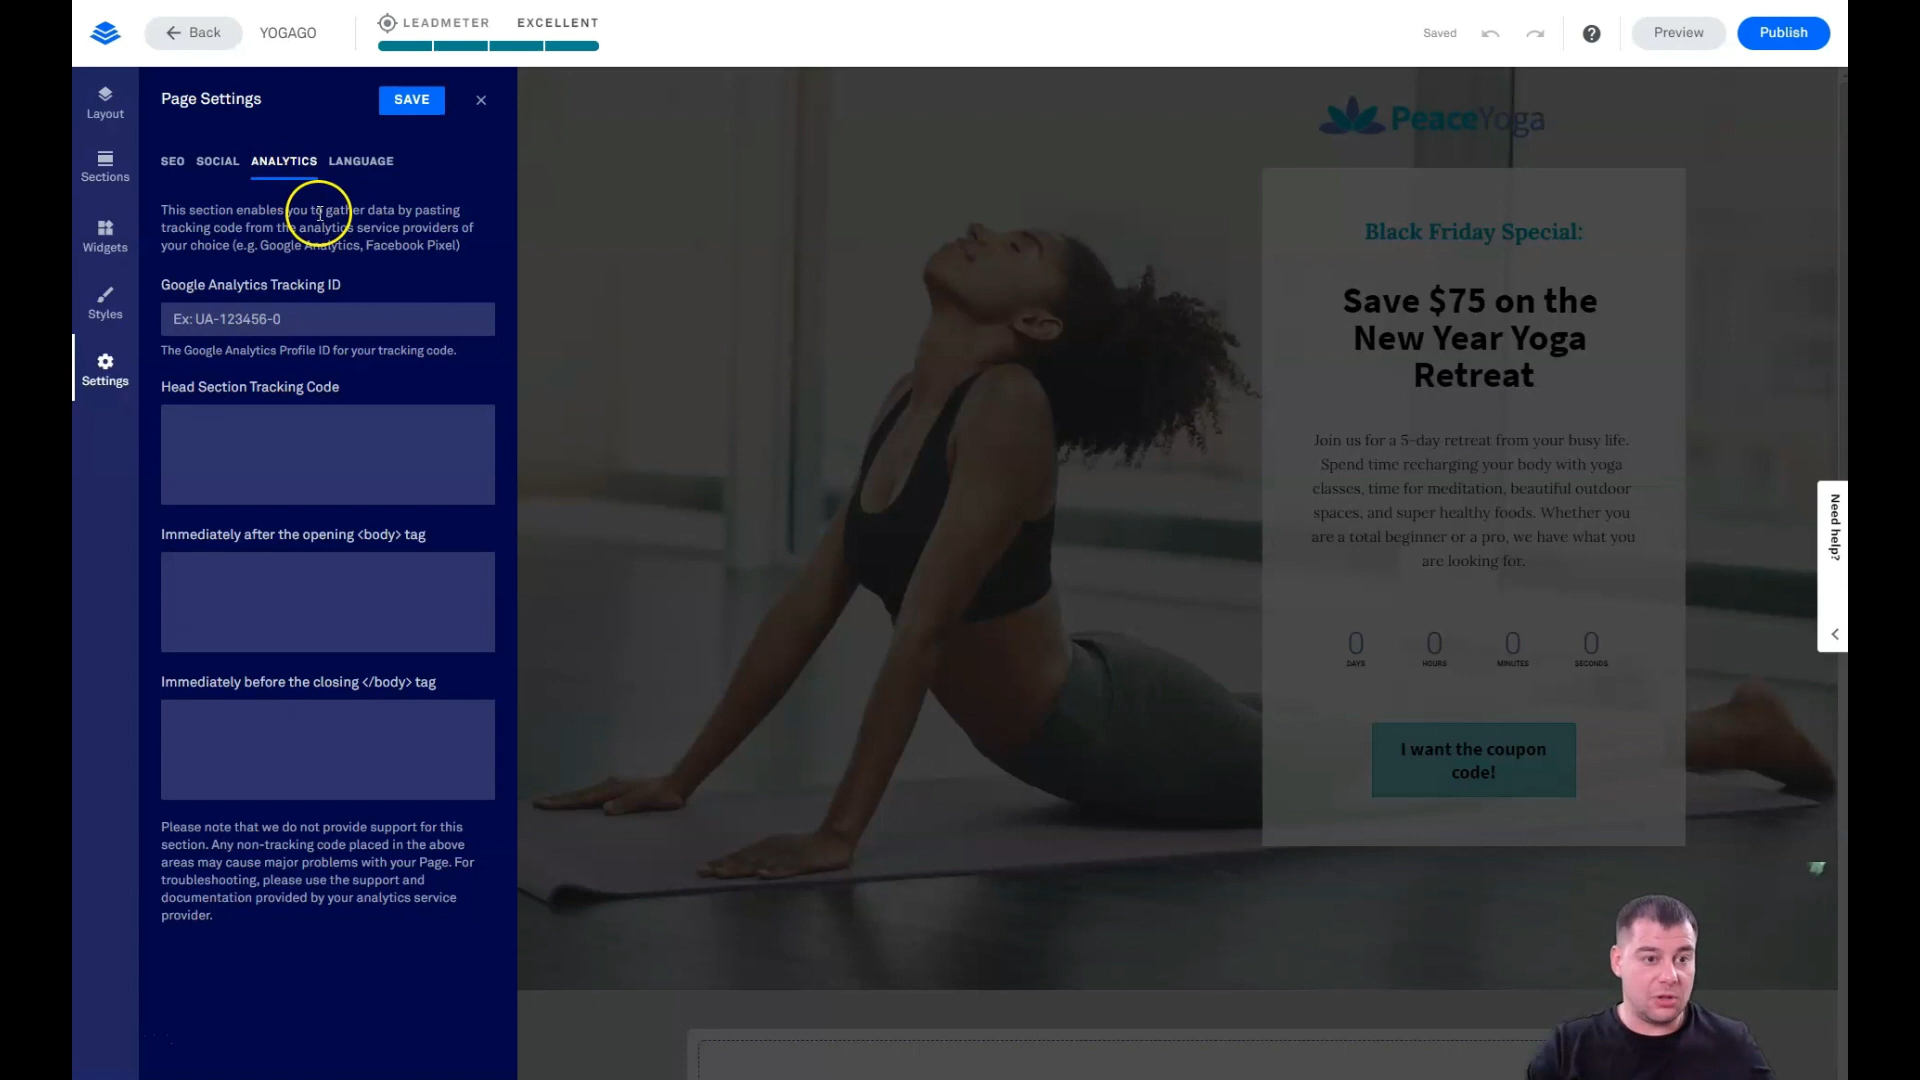 Back
YOGAGO
LEADMETER EXCELLENT
Saved
Preview
Publish
Layout
Sections
Widgets
Styles
Settings
Page Settings
SAVE
SEO SOCIAL ANALYTICS LANGUAGE
This section enables you to gather data by pasting
tracking code from the analytics service providers of
your choice (e.g. Google Analytics, Facebook Pixel)
Google Analytics Tracking ID
Ex: UA-123456-0
The Google Analytics Profile ID for your tracking code.
Head Section Tracking Code
Immediately after the opening <body> tag
Immediately before the closing </body> tag
Please note that we do not provide support for this
section. Any non-tracking code placed in the above
areas may cause major problems with your Page. For
troubleshooting, please use the support and
documentation provided by your analytics service
provider.
PeaceYoga
Black Friday Special:
Save $75 on the
New Year Yoga
Retreat
Join us for a 5-day retreat from your busy life.
Spend time recharging your body with yoga
classes, time for meditation, beautiful outdoor
spaces, and super healthy foods. Whether you
are a total beginner or a pro, we have what you
are looking for.
0 0 0 0
DAYS HOURS MINUTES SECONDS
I want the coupon
code!
Need help?